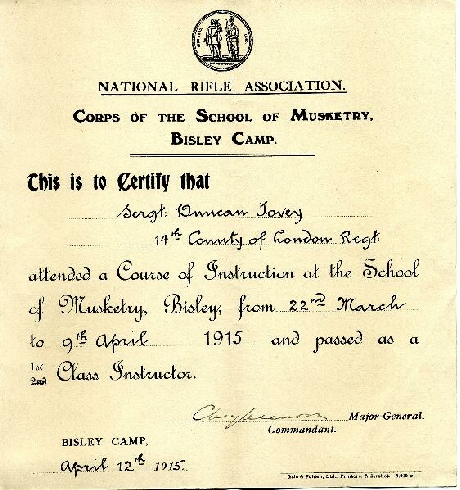 NATIONAL RIFLE ASSOCIATION.
CORPS OF THE SCHOOL OF MUSKETRY,
BISLEY CAMP.
This is to Certify that
Sergt. Duncan Tovey
14th County of London Regt.
attended a Course of Instruction at the School
of Musketry, Bisley, from 22nd March
to 9th April 1915 and passed as a
1st
2nd Class Instructor.
Major General.
Commandant.
BISLEY CAMP,
April 12th 1915.